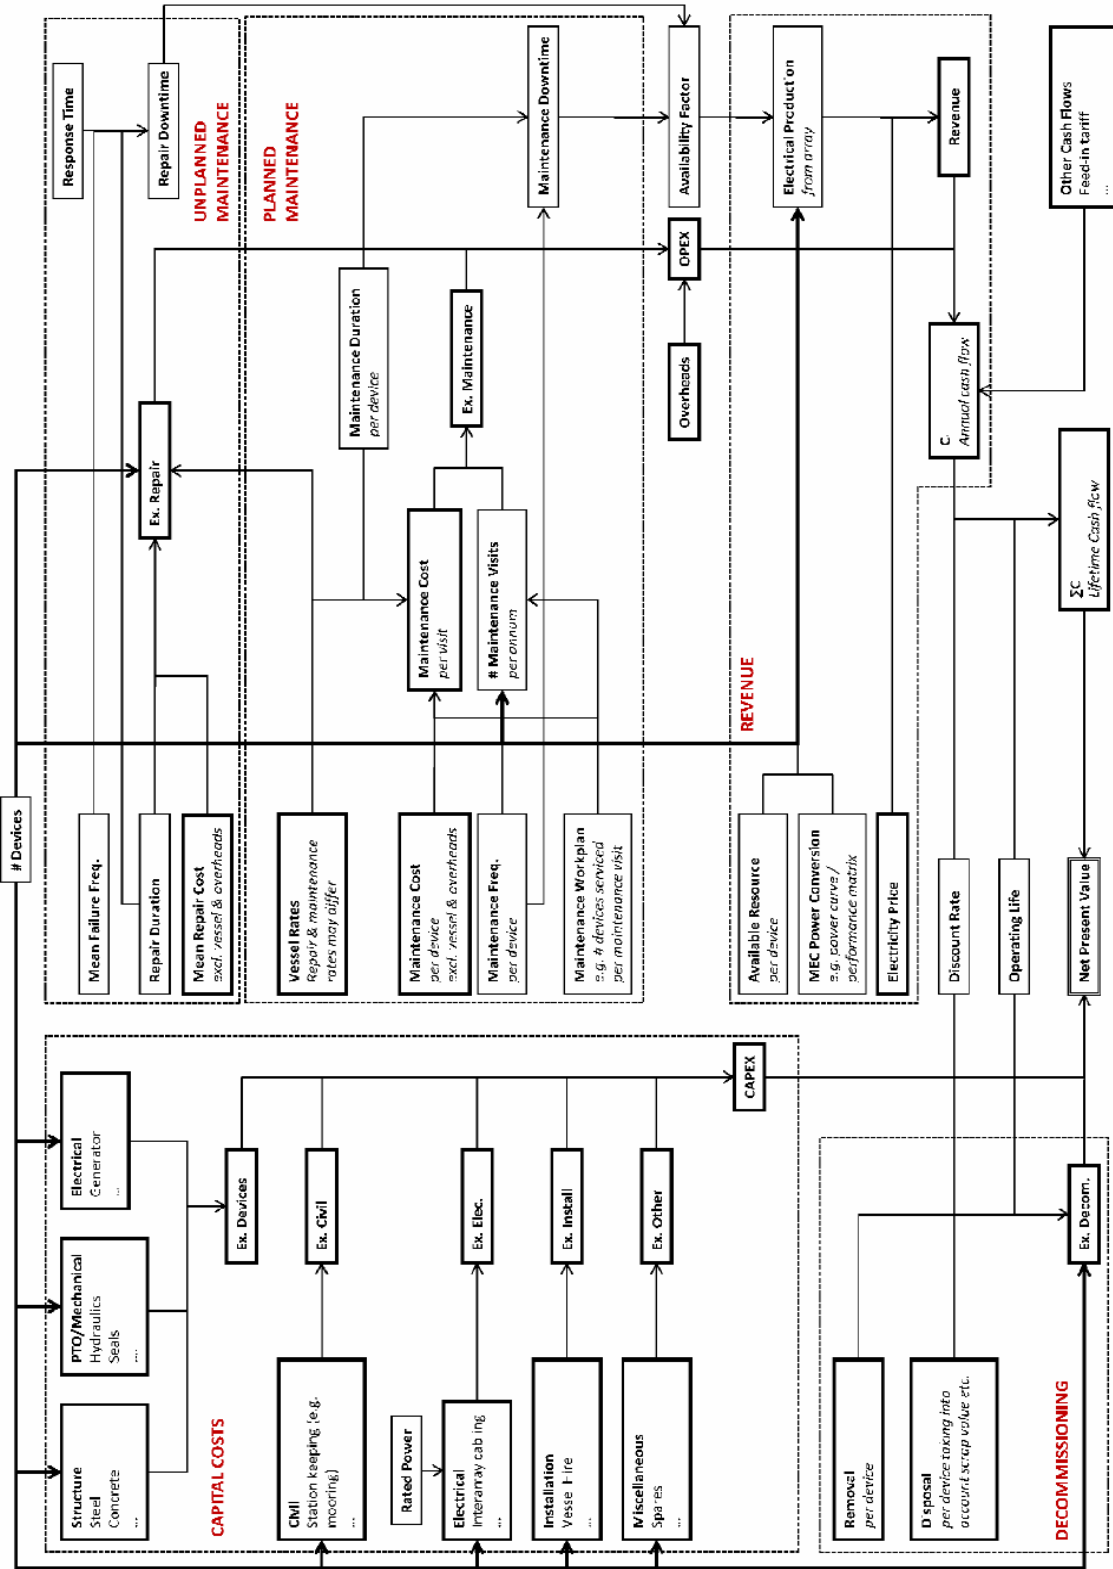 # Devices
Structure
Steel
Concrete
...
PTO/Mechanical
Hydraulics
Seals
...
Electrical
Generator
...
CAPITAL COSTS
Ex. Devices
Civil
Station keeping (e.g.
mooring)
...
Ex. Civil
Rated Power
Electrical
Interarray cabling
...
Ex. Elec.
Installation
Vessel Hire
...
Ex. Install
Miscellaneous
Spares
...
Ex. Other
CAPEX
Removal
per device
Disposal
per device taking into
account scrap value etc.
DECOMMISSIONING
Ex. Decom.
Mean Failure Freq.
Repair Duration
Mean Repair Cost
excl. vessel & overheads
Ex. Repair
Response Time
Repair Downtime
UNPLANNED
MAINTENANCE
PLANNED
MAINTENANCE
Vessel Rates
Repair & maintenance
rates may differ
Maintenance Duration
per device
Maintenance Cost
per device
excl. vessel & overheads
Maintenance Cost
per visit
Ex. Maintenance
Maintenance Freq.
per device
# Maintenance Visits
per annum
Maintenance Downtime
Maintenance Workplan
e.g. # devices serviced
per maintenance visit
Overheads
OPEX
Availability Factor
REVENUE
Available Resource
per device
MEC Power Conversion
e.g. power curve /
performance matrix
Electricity Price
Electrical Production
from array
Revenue
C
Annual cash flow
Discount Rate
Operating Life
Other Cash Flows
Feed-in tariff
...
ΣC
Lifetime Cash flow
Net Present Value